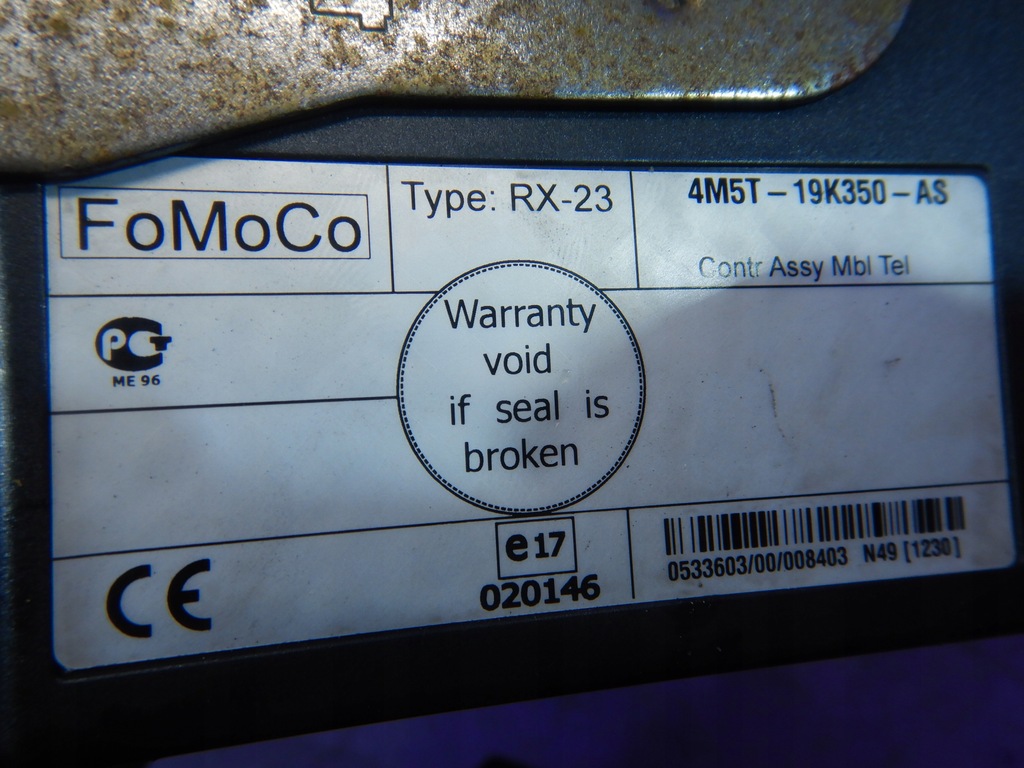 FoMoCo
Type: RX-23
4M5T-19K350-AS
Contr Assy Mbl Tel
PCT
ME 96
Warranty
void
if seal is
broken
CE
e17
020146
0533603/00/008403 N49 [1230]